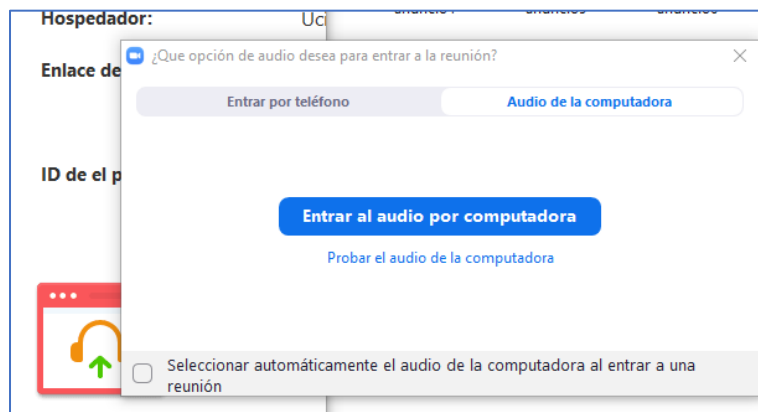 Hospedador:
Uci
¿Que opción de audio desea para entrar a la reunión?
Enlace de
Entrar por teléfono
Audio de la computadora
ID de el p
Entrar al audio por computadora
Probar el audio de la computadora
Seleccionar automáticamente el audio de la computadora al entrar a una
reunión